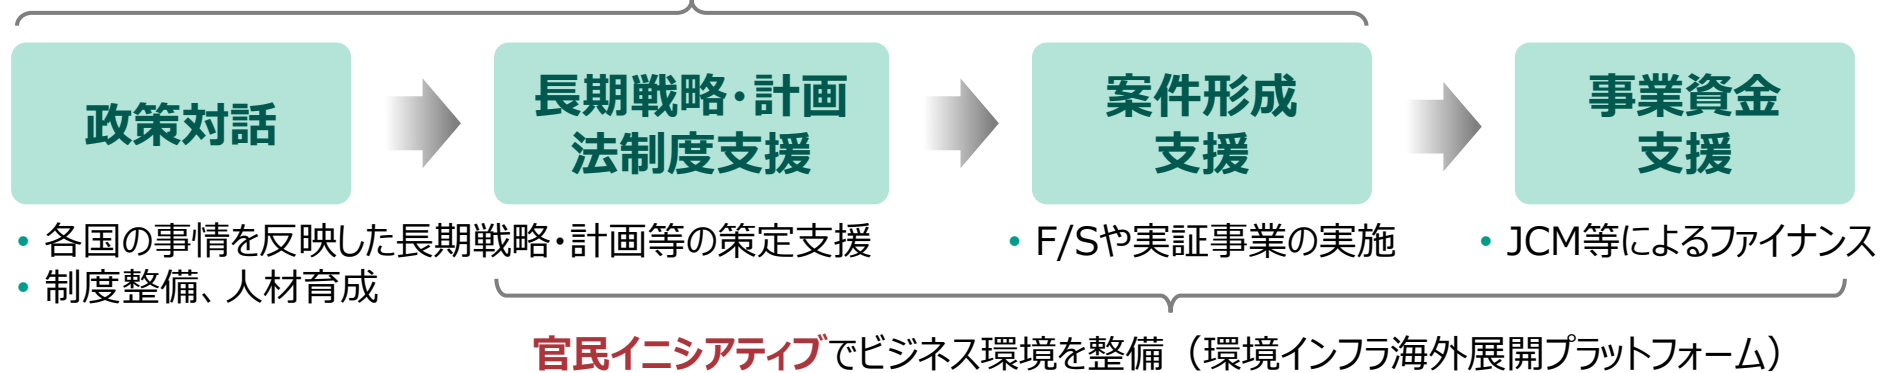 政策対話
長期戦略・計画
法制度支援
案件形成
支援
事業資金
支援
• 各国の事情を反映した長期戦略・計画等の策定支援
• 制度整備、人材育成
• F/Sや実証事業の実施
• JCM等によるファイナンス
官民イニシアティブでビジネス環境を整備（環境インフラ海外展開プラットフォーム）